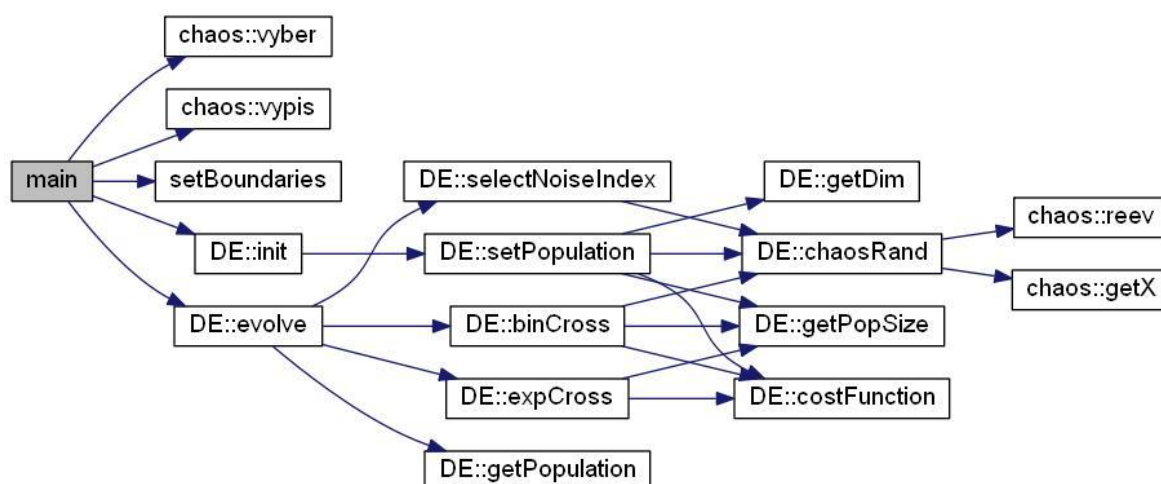 main
chaos::vyber
chaos::vypis
setBoundaries
DE::init
DE::evolve
DE::selectNoiseIndex
DE::setPopulation
DE::binCross
DE::expCross
DE::getPopulation
DE::getDim
DE::chaosRand
DE::getPopSize
DE::costFunction
chaos::reev
chaos::getX